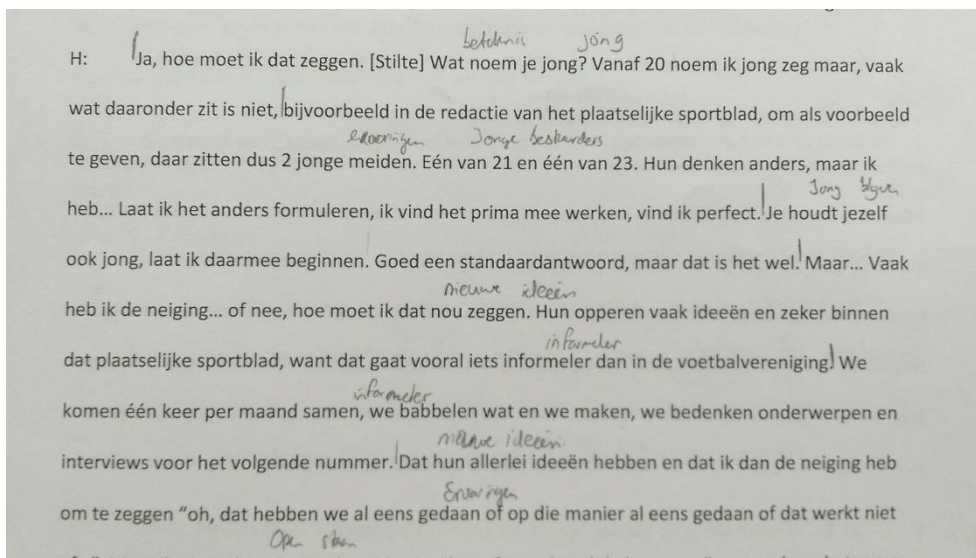 betekenis jong
H: Ja, hoe moet ik dat zeggen. [Stilte] Wat noem je jong? Vanaf 20 noem ik jong zeg maar, vaak
wat daaronder zit is niet, bijvoorbeeld in de redactie van het plaatselijke sportblad, om als voorbeeld
ervaringen Jonge bestuurders
te geven, daar zitten dus 2 jonge meiden. Eén van 21 en één van 23. Hun denken anders, maar ik
Jong blijven
heb... Laat ik het anders formuleren, ik vind het prima mee werken, vind ik perfect. Je houdt jezelf
ook jong, laat ik daarmee beginnen. Goed een standaardantwoord, maar dat is het wel. Maar... Vaak
nieuwe ideeën
heb ik de neiging... of nee, hoe moet ik dat nou zeggen. Hun opperen vaak ideeën en zeker binnen
informeler
dat plaatselijke sportblad, want dat gaat vooral iets informeler dan in de voetbalvereniging! We
informeler
komen één keer per maand samen, we babbelen wat en we maken, we bedenken onderwerpen en
nieuwe ideeën
interviews voor het volgende nummer. Dat hun allerlei ideeën hebben en dat ik dan de neiging heb
Ervaringen
om te zeggen "oh, dat hebben we al eens gedaan of op die manier al eens gedaan of dat werkt niet
Open